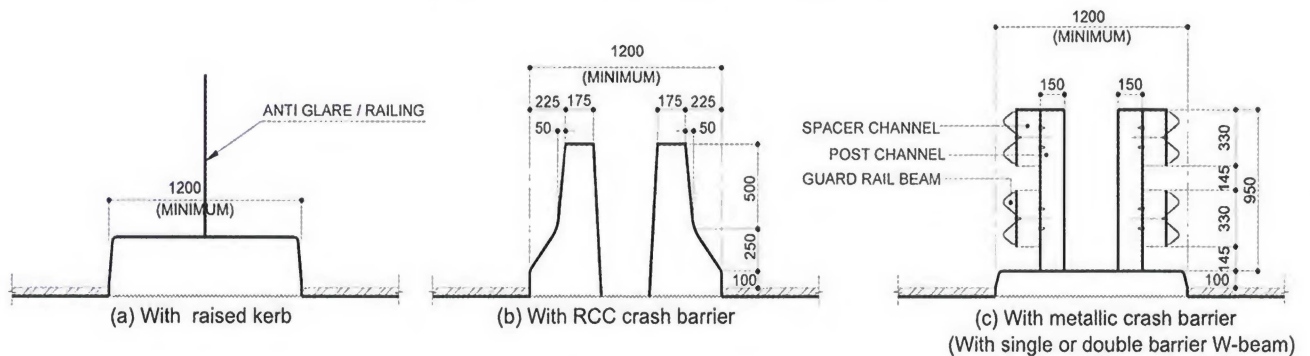 1200
(MINIMUM)
ANTI GLARE / RAILING
(a) With raised kerb
1200
(MINIMUM)
225
175
175
225
50
50
500
250
100
(b) With RCC crash barrier
1200
(MINIMUM)
150
150
SPACER CHANNEL
POST CHANNEL
GUARD RAIL BEAM
330
145
330
145
950
100
(c) With metallic crash barrier
(With single or double barrier W-beam)